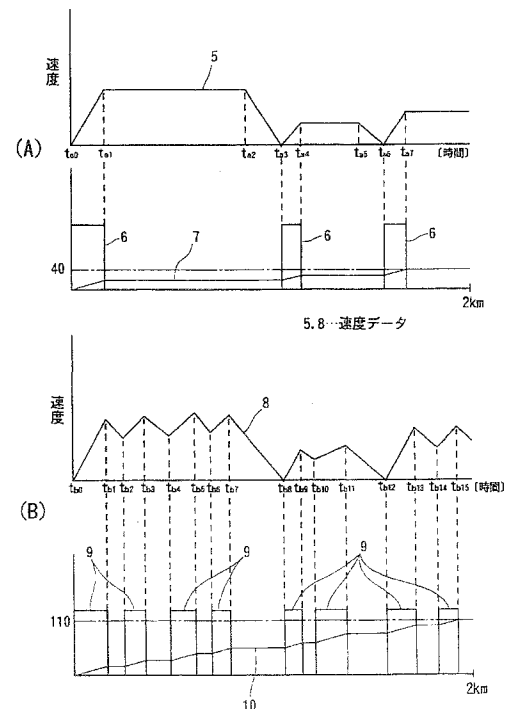 速度
5
(A)
ta0 ta1 ta2 ta3 ta4 ta5 ta6 ta7 〔時間〕
6 7 6 6
40
2km
5.8…速度データ
速度
8
tb0 tb1 tb2 tb3 tb4 tb5 tb6 tb7 tb8 tb9 tb10 tb11 tb12 tb13 tb14 tb15 〔時間〕
(B)
9 9 9
110
10
2km